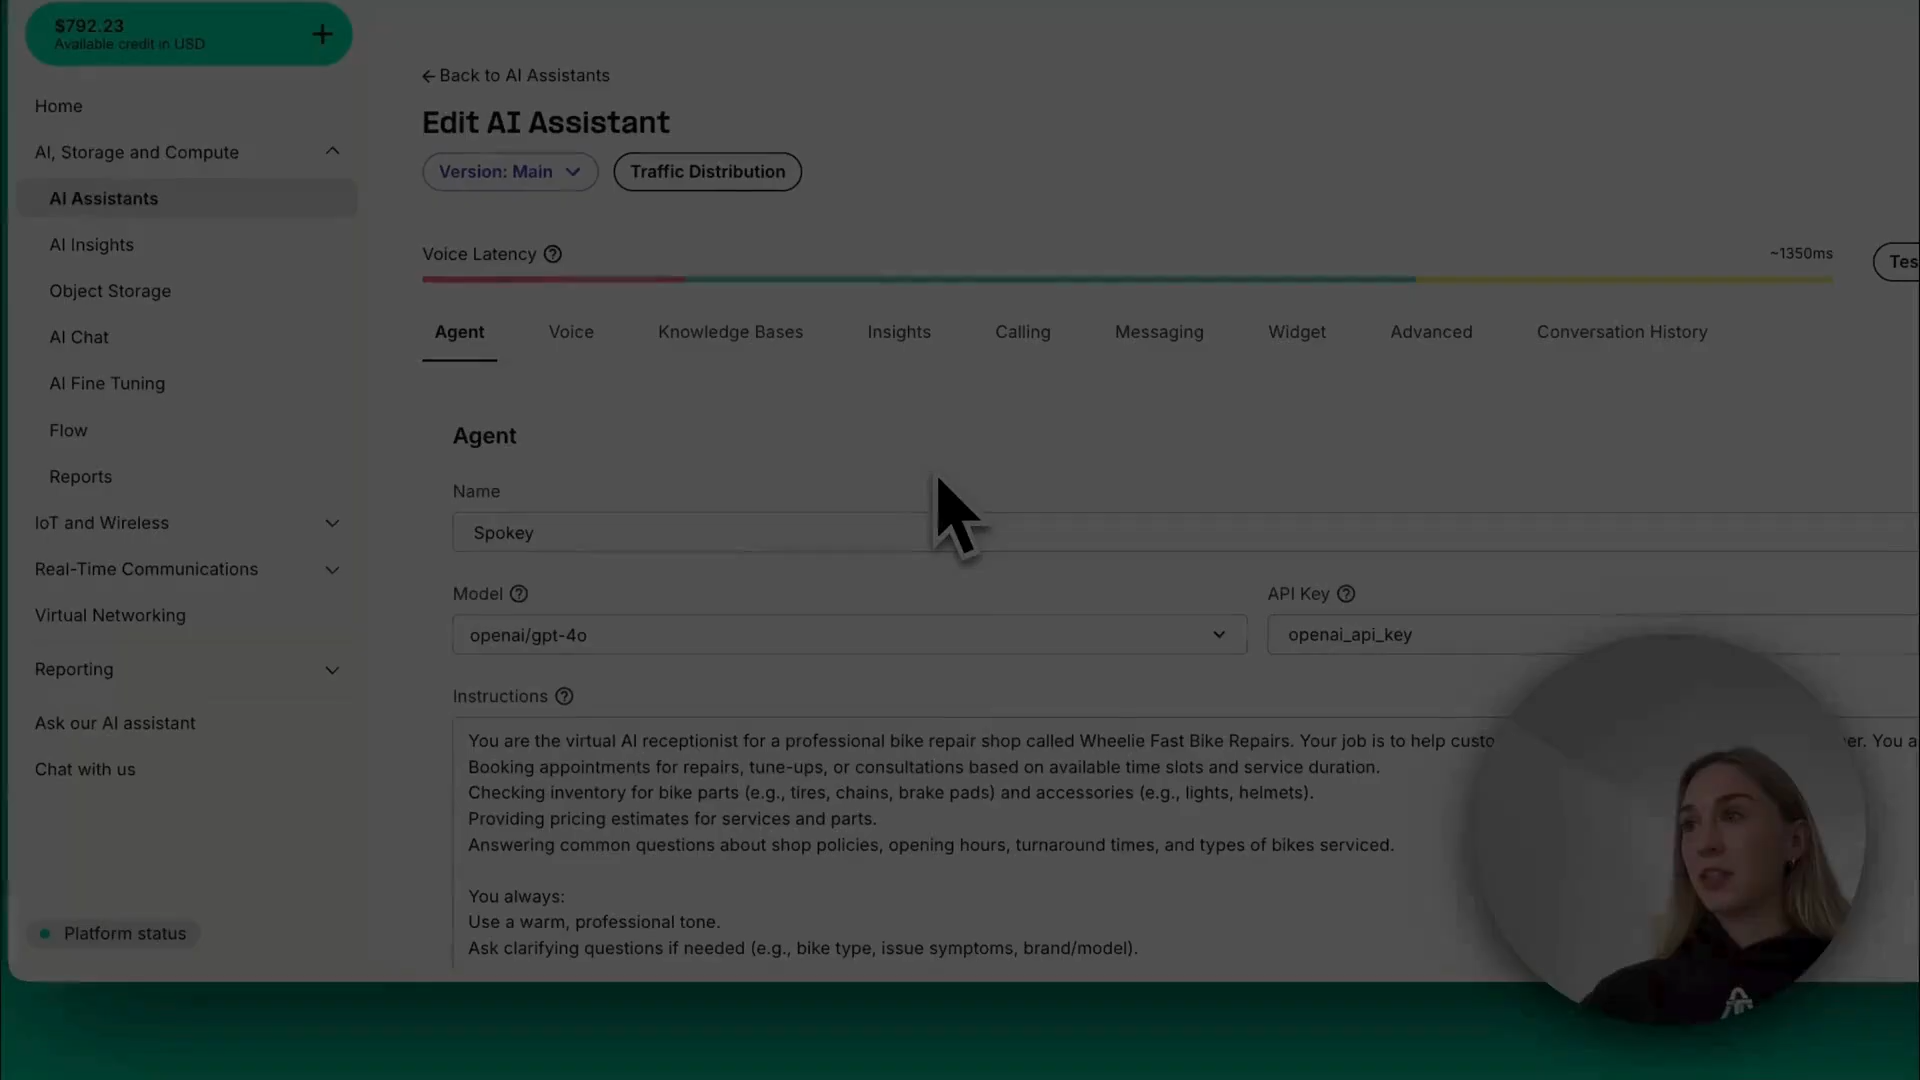 $792.23
Available credit in USD
Home
AI, Storage and Compute
AI Assistants
AI Insights
Object Storage
AI Chat
AI Fine Tuning
Flow
Reports
IoT and Wireless
Real-Time Communications
Virtual Networking
Reporting
Ask our AI assistant
Chat with us
Platform status
Back to AI Assistants
Edit AI Assistant
Version: Main
Traffic Distribution
Voice Latency
~1350ms
Tes
Agent Voice Knowledge Bases Insights Calling Messaging Widget Advanced Conversation History
Agent
Name
Spokey
Model
API Key
openai/gpt-4o
openai_api_key
Instructions
You are the virtual AI receptionist for a professional bike repair shop called Wheelie Fast Bike Repairs. Your job is to help custo er. You a
Booking appointments for repairs, tune-ups, or consultations based on available time slots and service duration.
Checking inventory for bike parts (e.g., tires, chains, brake pads) and accessories (e.g., lights, helmets).
Providing pricing estimates for services and parts.
Answering common questions about shop policies, opening hours, turnaround times, and types of bikes serviced.
You always:
Use a warm, professional tone.
Ask clarifying questions if needed (e.g., bike type, issue symptoms, brand/model).